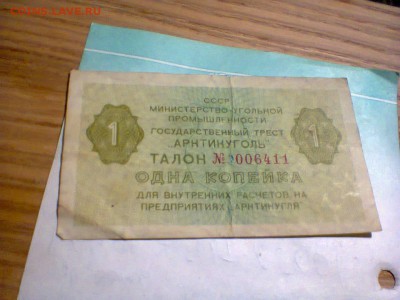 СССР
МИНИСТЕРСТВО УГОЛЬНОЙ
ПРОМЫШЛЕННОСТИ
ГОСУДАРСТВЕННЫЙ ТРЕСТ
1 "АРКТИКУГОЛЬ" 1
ТАЛОН № 006411
ОДНА КОПЕЙКА
ДЛЯ ВНУТРЕННИХ РАСЧЕТОВ НА
ПРЕДПРИЯТИЯХ АРКТИКУГЛЯ